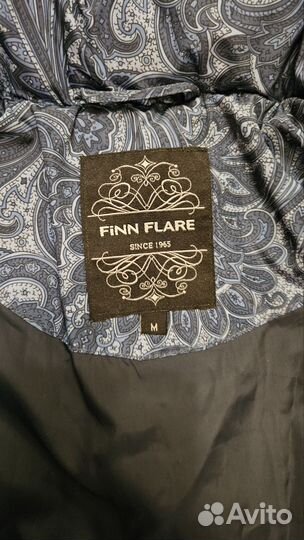 FiNN FLARE
SINCE 1965
M
Avito